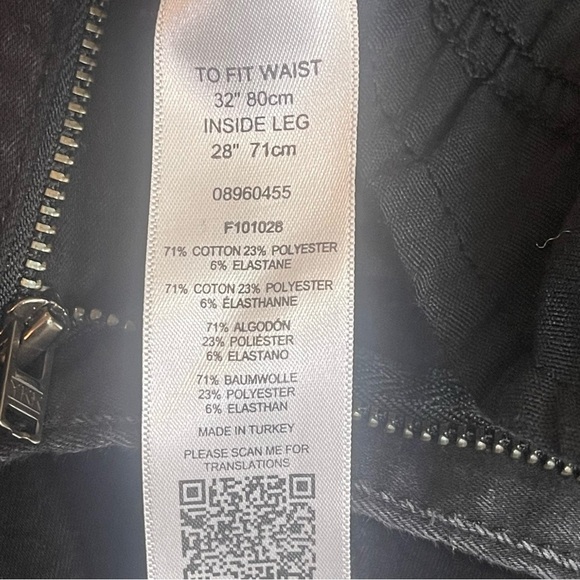 TO FIT WAIST
32" 80cm
INSIDE LEG
28" 71cm
08960455
F101028
71% COTTON 23% POLYESTER
6% ELASTANE
71% COTON 23% POLYESTER
6% ÉLASTHANNE
71% ALGODÓN
23% POLIÉSTER
6% ELASTANO
71% BAUMWOLLE
23% POLYESTER
6% ELASTHAN
MADE IN TURKEY
PLEASE SCAN ME FOR
TRANSLATIONS